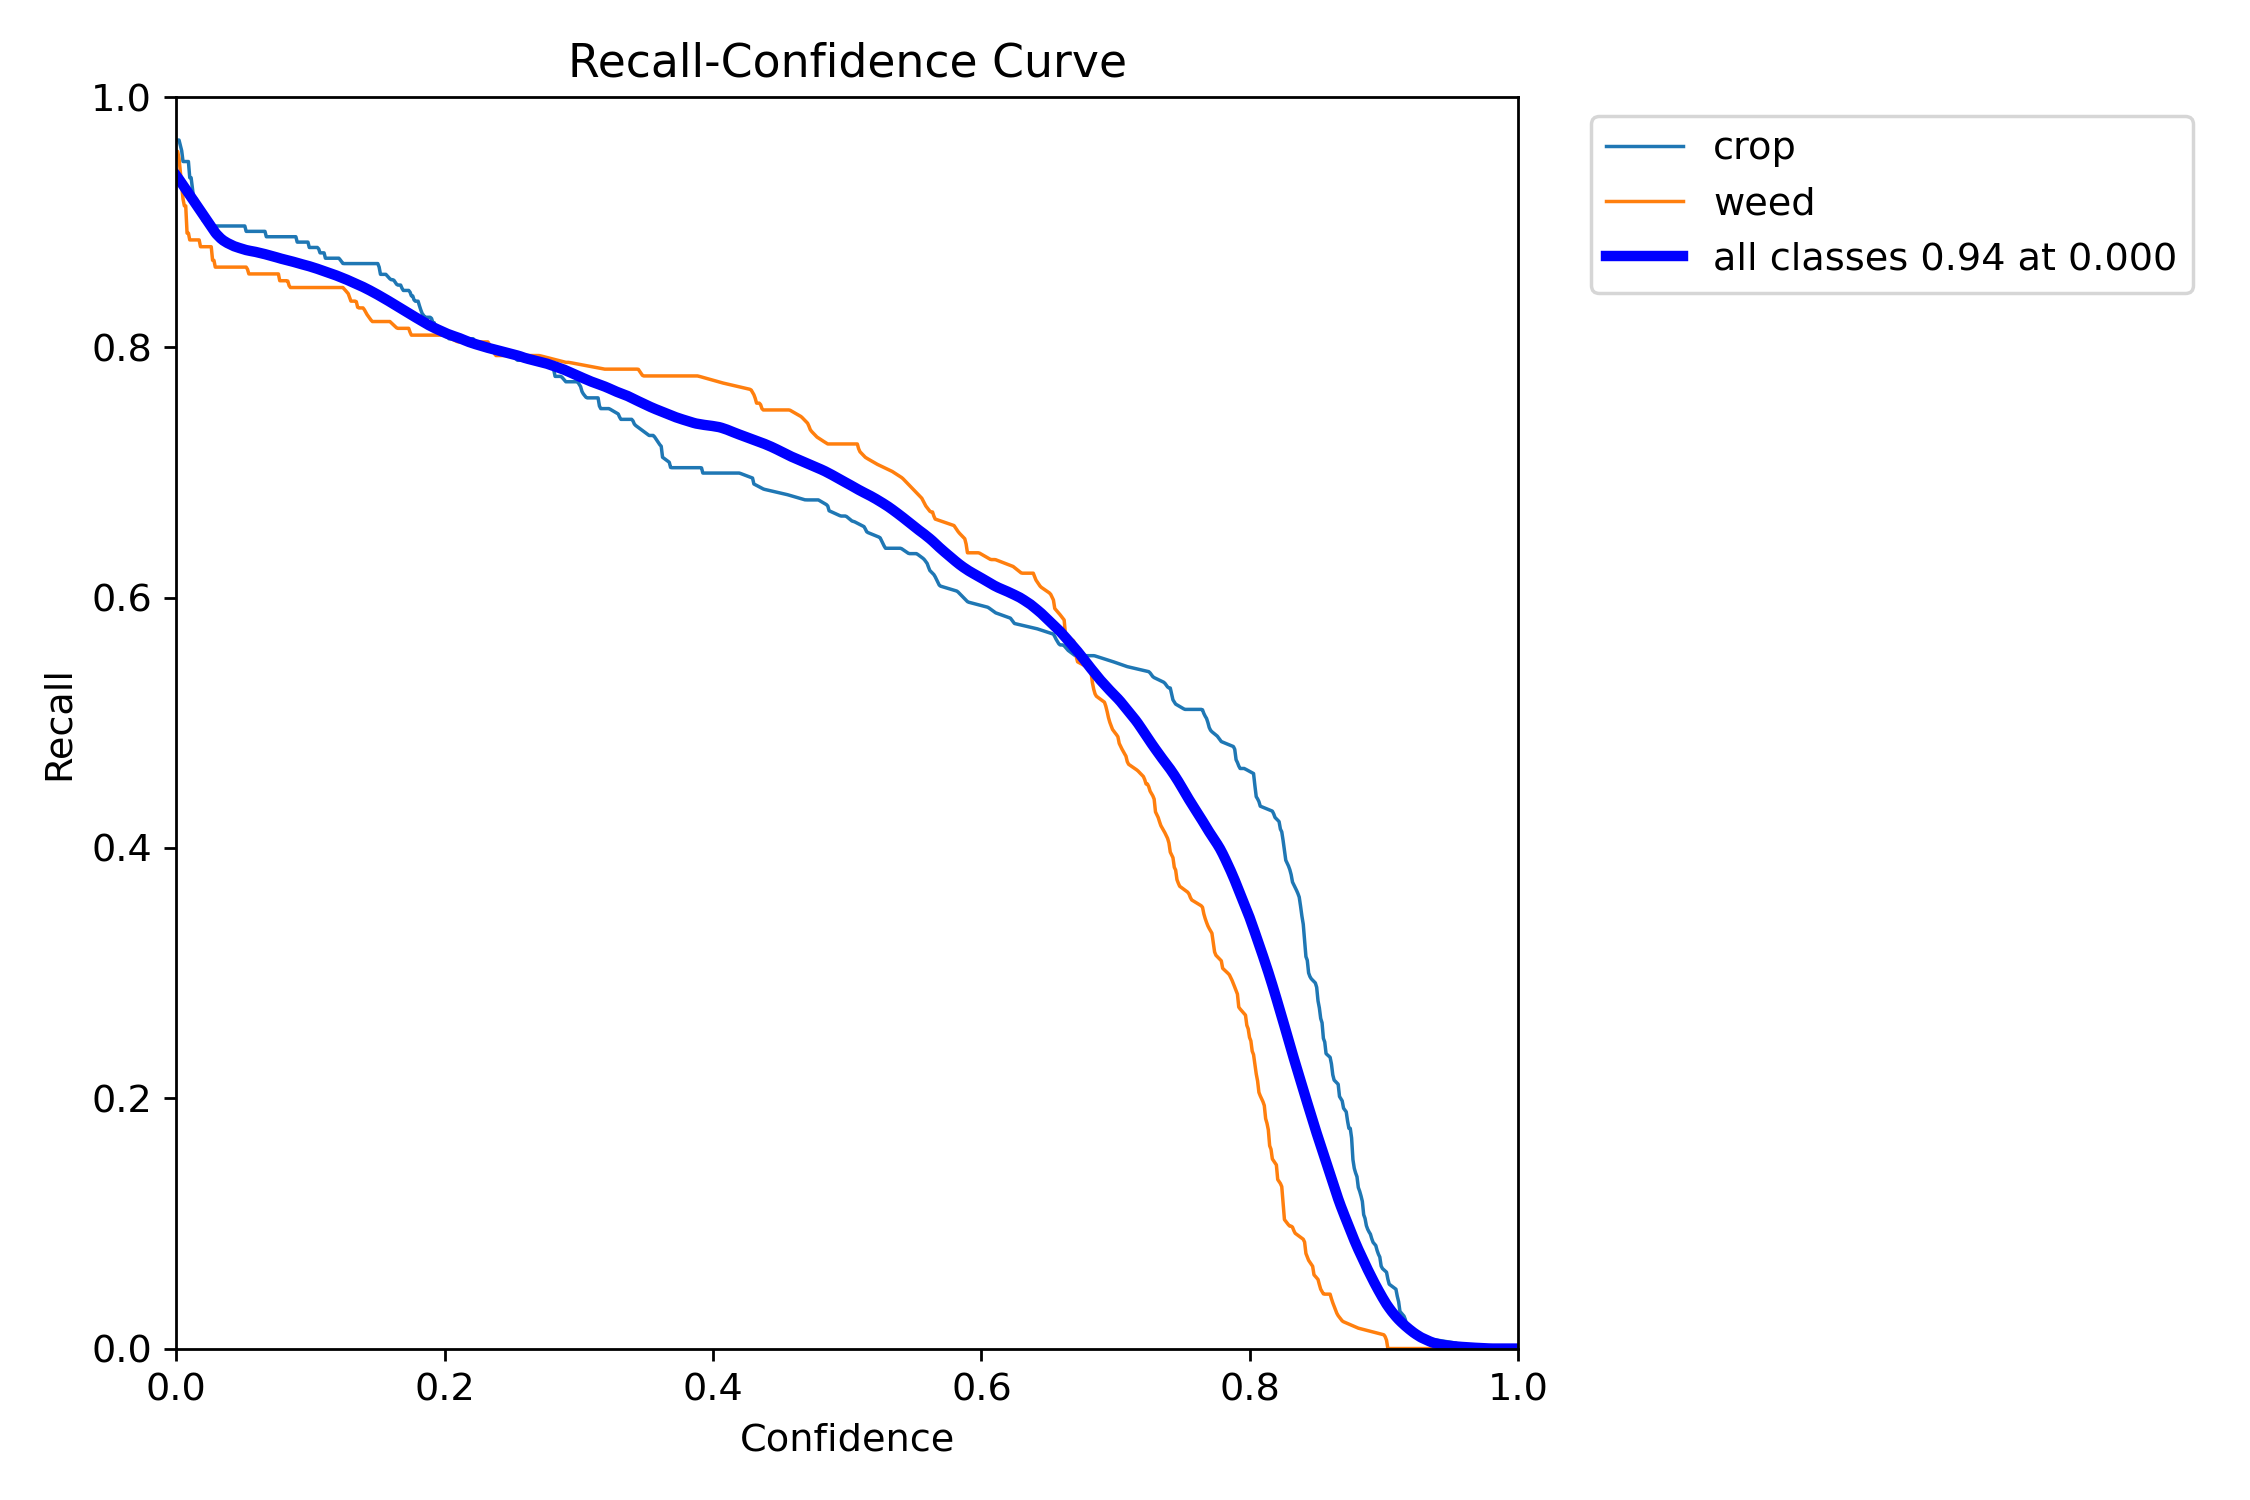 Recall-Confidence Curve
1.0
0.8
0.6
0.4
0.2
0.0
Recall
0.0 0.2 0.4 0.6 0.8 1.0
Confidence
crop
weed
all classes 0.94 at 0.000